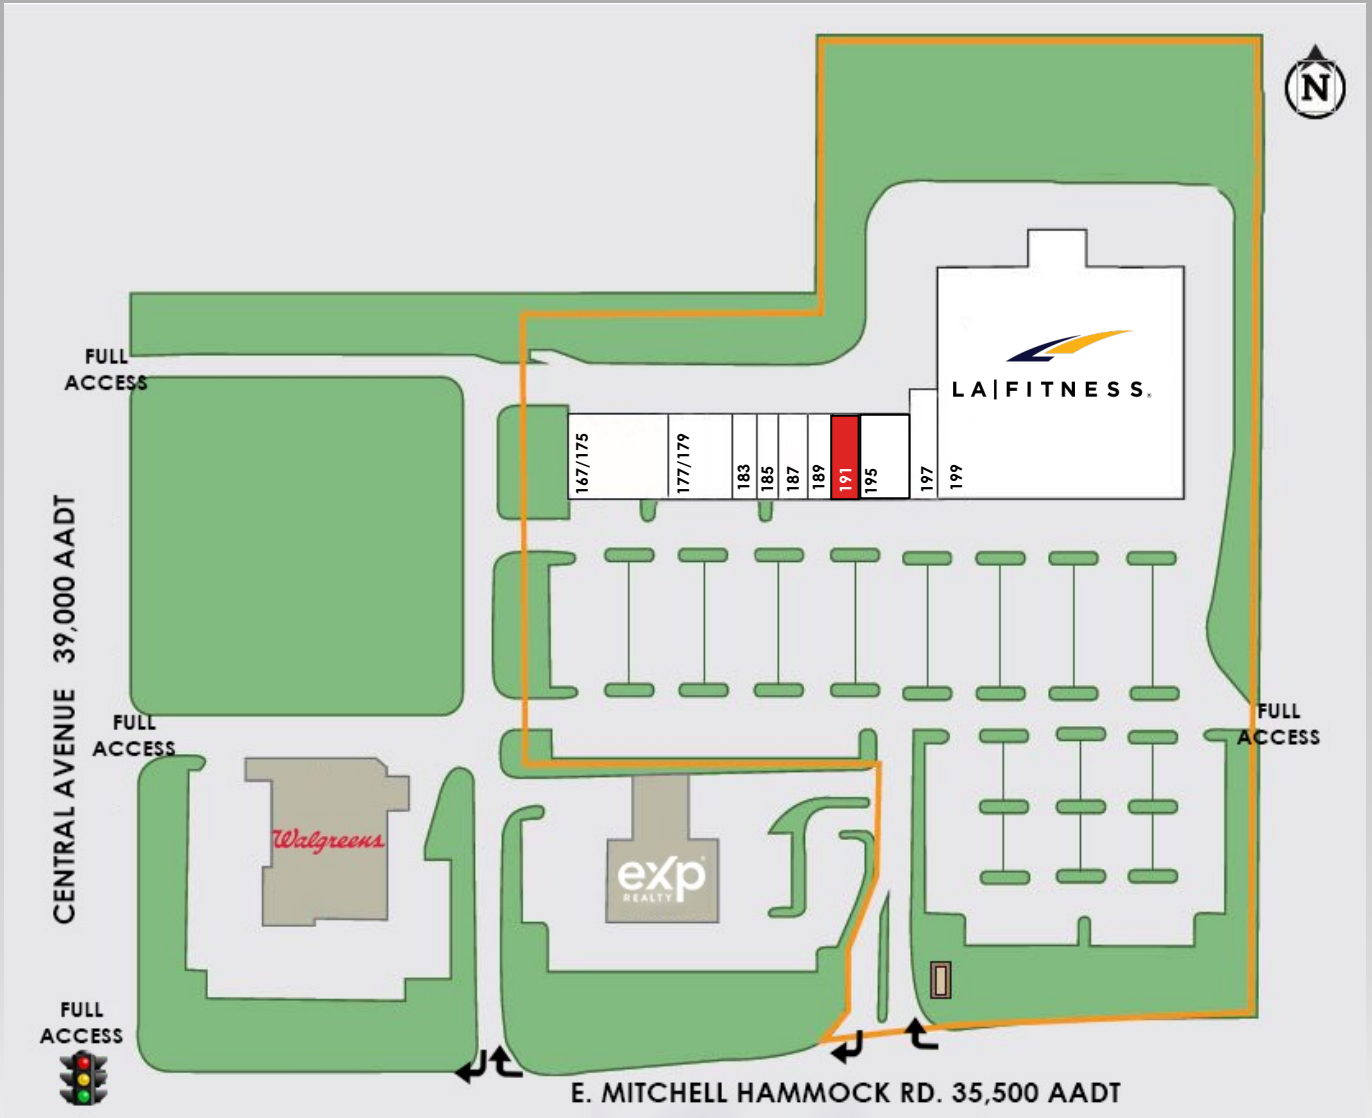 N
FULL
ACCESS
LA|FITNESS.
167/175
177/179
183
185
187
189
191
195
197
199
CENTRAL AVENUE 39,000 AADT
FULL
ACCESS
FULL
ACCESS
Walgreens
eXp
REALTY
FULL
ACCESS
E. MITCHELL HAMMOCK RD. 35,500 AADT